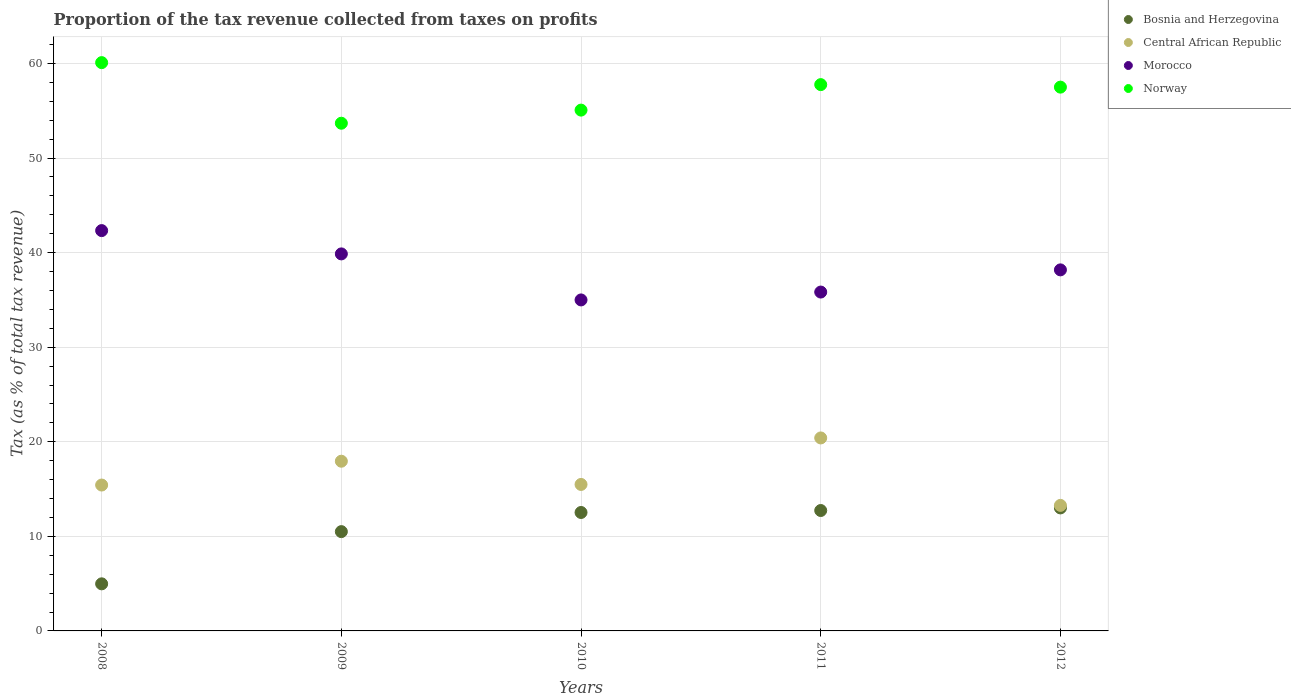 Proportion of the tax revenue collected from taxes on profits
Bosnia and Herzegovina
Central African Republic
Morocco
Norway
Tax (as % of total tax revenue)
60
50
40
30
20
10
0
2008
2009
2010
2011
2012
Years